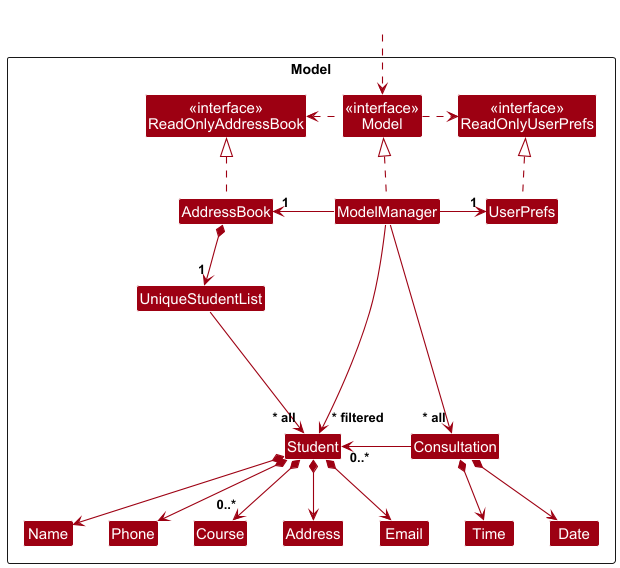 Model
«interface»
ReadOnlyAddressBook
«interface»
Model
«interface»
ReadOnlyUserPrefs
AddressBook
1
ModelManager
1
UserPrefs
1
UniqueStudentList
* all
* filtered
* all
Student
0..*
Consultation
0..*
Name
Phone
Course
Address
Email
Time
Date